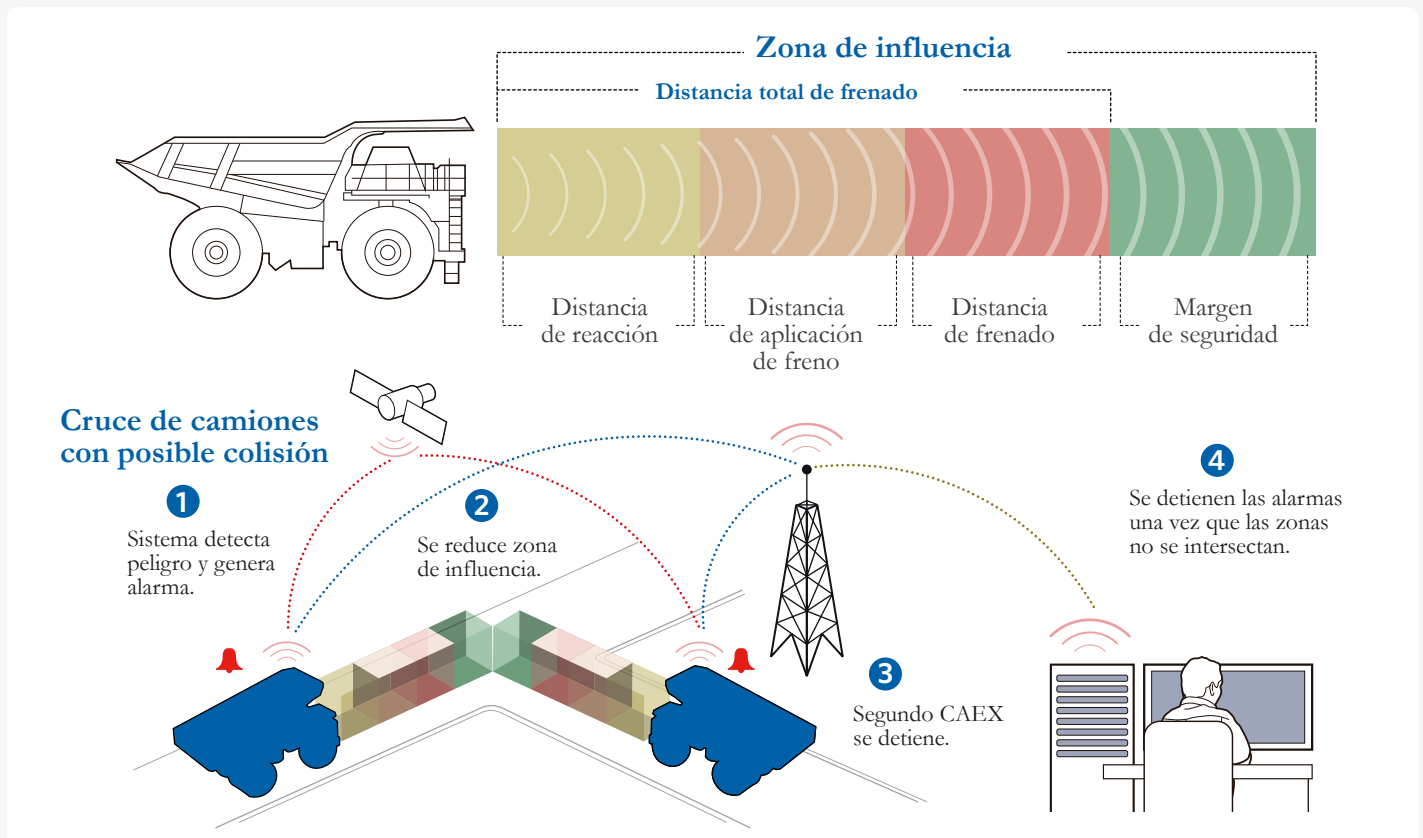 Zona de influencia
Distancia total de frenado
Distancia
de reacción
Distancia
de aplicación
de freno
Distancia
de frenado
Margen
de seguridad
Cruce de camiones
con posible colisión
1
Sistema detecta
peligro y genera
alarma.
2
Se reduce zona
de influencia.
3
Segundo CAEX
se detiene.
4
Se detienen las alarmas
una vez que las zonas
no se intersectan.